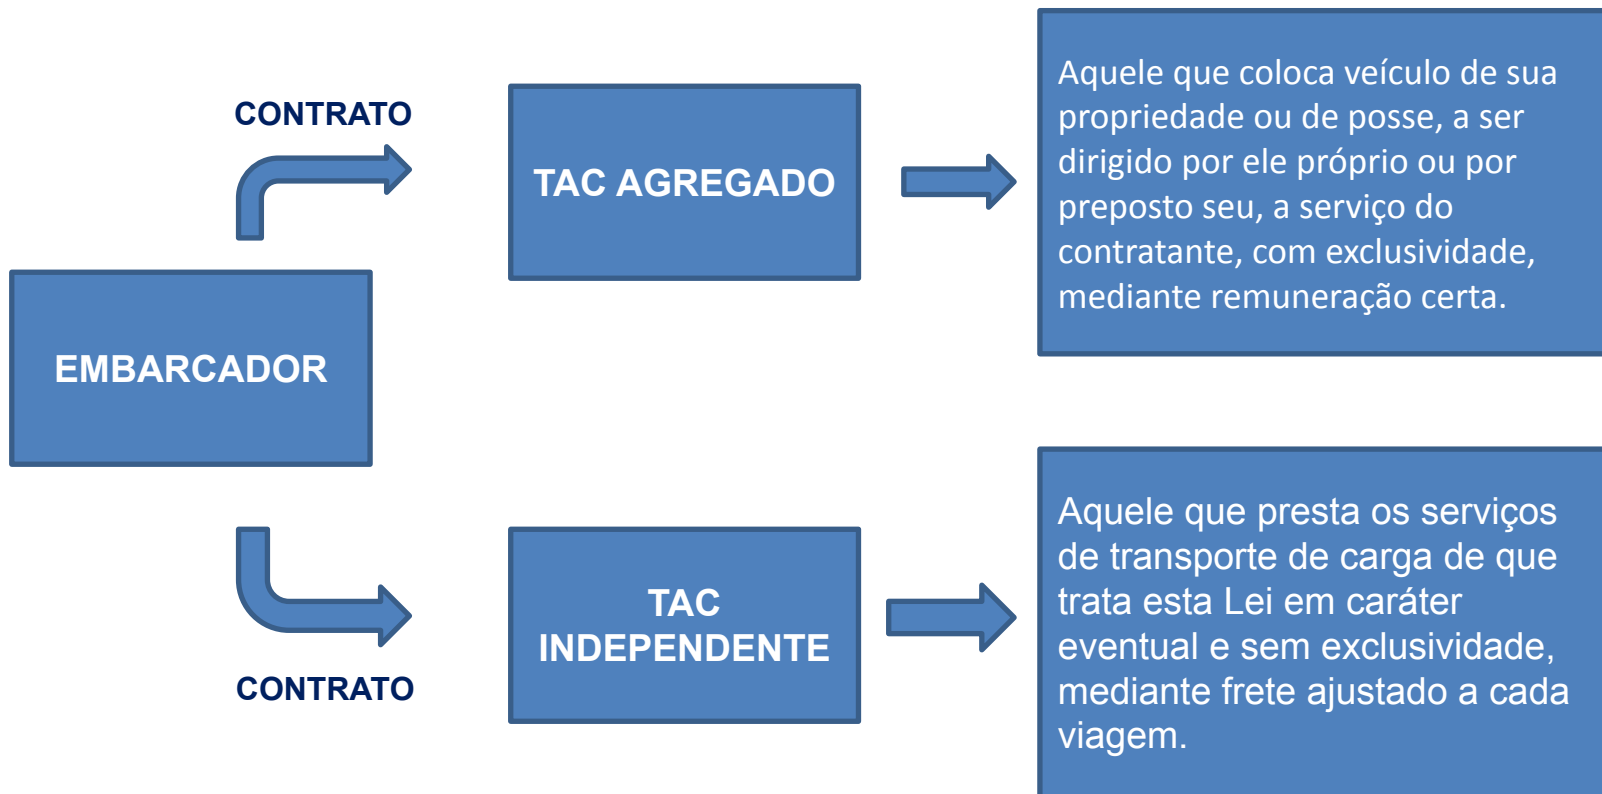 CONTRATO
TAC AGREGADO
Aquele que coloca veículo de sua
propriedade ou de posse, a ser
dirigido por ele próprio ou por
preposto seu, a serviço do
contratante, com exclusividade,
mediante remuneração certa.
EMBARCADOR
TAC
INDEPENDENTE
CONTRATO
Aquele que presta os serviços
de transporte de carga de que
trata esta Lei em caráter
eventual e sem exclusividade,
mediante frete ajustado a cada
viagem.